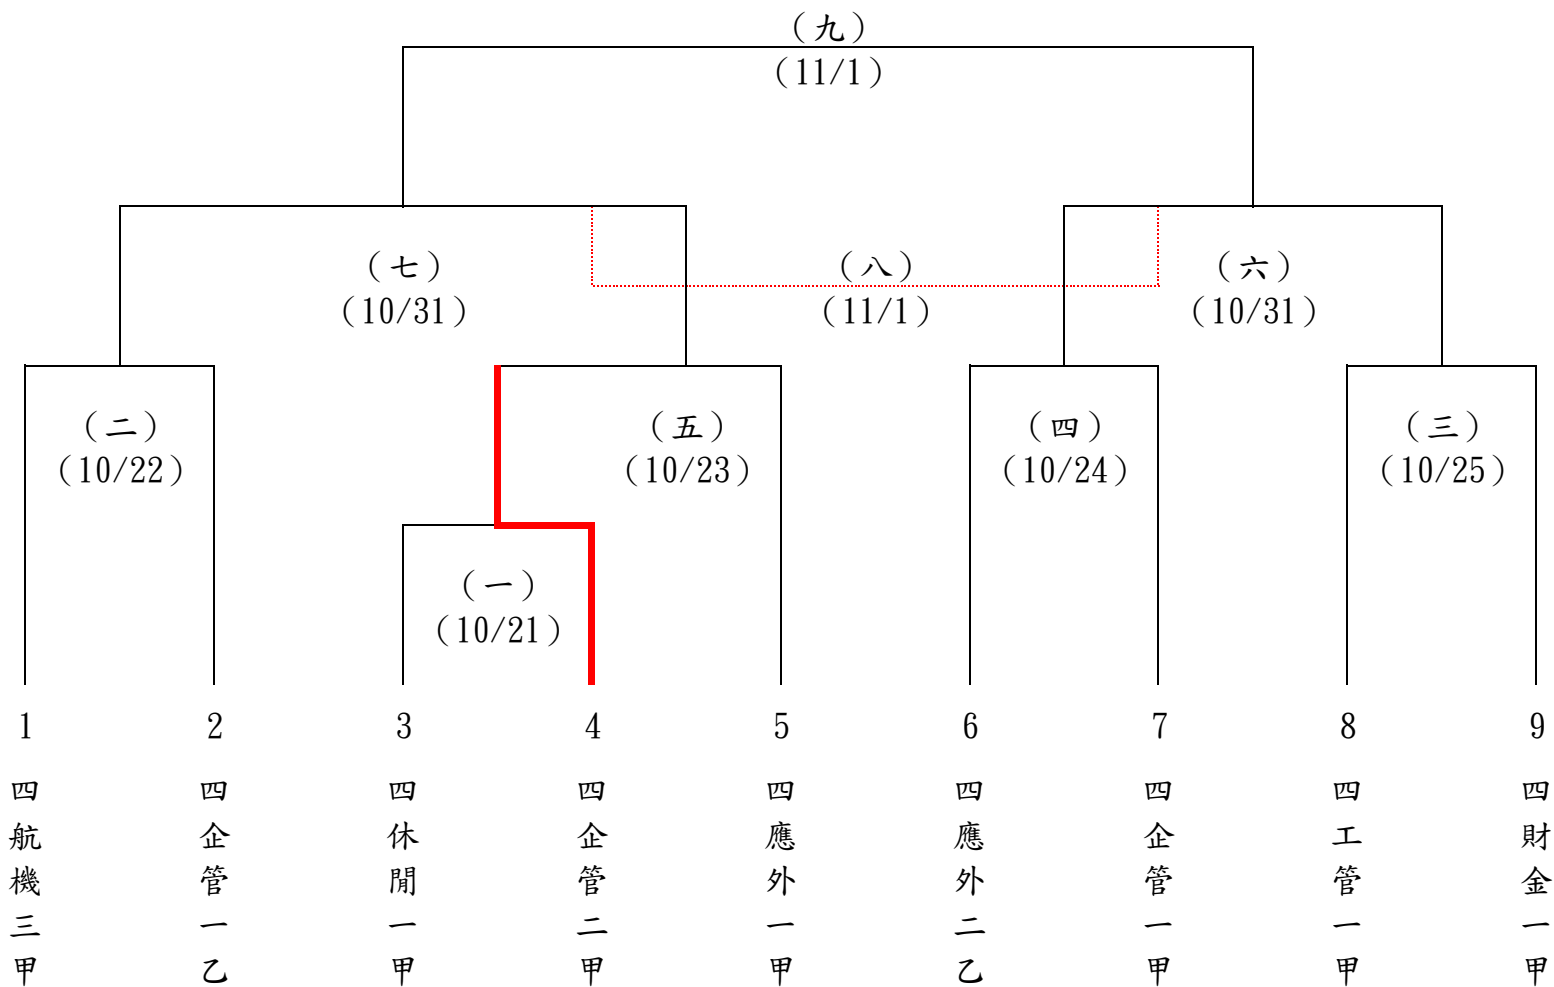 （九）
（11/1）
（七）
（10/31）
（八）
（11/1）
（六）
（10/31）
（二）
（10/22）
（五）
（10/23）
（四）
（10/24）
（三）
（10/25）
（一）
（10/21）
1
四航機三甲
2
四企管一乙
3
四休閒一甲
4
四企管二甲
5
四應外一甲
6
四應外二乙
7
四企管一甲
8
四工管一甲
9
四財金一甲